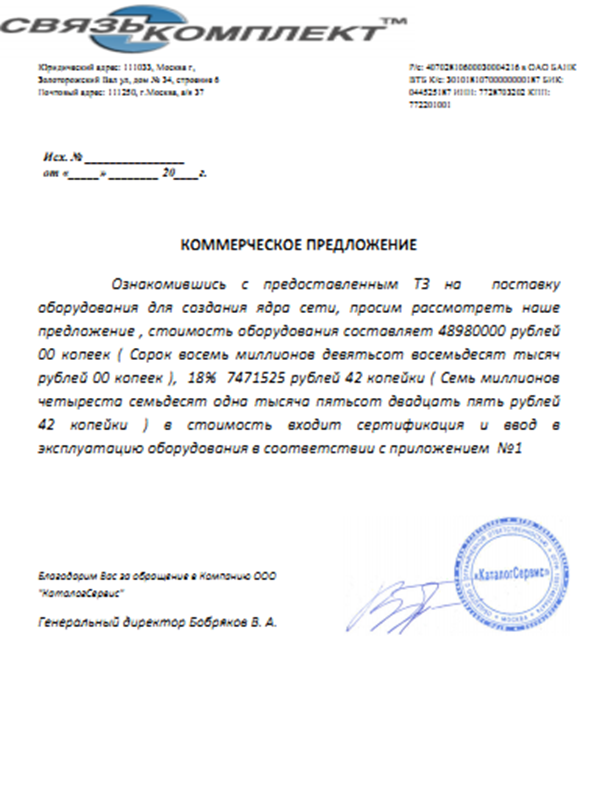 СВЯЗЬ КОМПЛЕКТ™
Юридический адрес: 111033, Москва г,
Золоторожский Вал ул, дом № 34, строение 6
Почтовый адрес: 111250, г.Москва, а/я 37
Р/с: 40702810600030004216 в ОАО БАНК
ВТБ К/с: 30101810700000000187 БИК:
044525187 ИНН: 7728703202 КПП:
772201001
Исх. № ________________
от «_____» ________ 20____г.
КОММЕРЧЕСКОЕ ПРЕДЛОЖЕНИЕ
Ознакомившись с предоставленным ТЗ на поставку
оборудования для создания ядра сети, просим рассмотреть наше
предложение , стоимость оборудования составляет 48980000 рублей
00 копеек ( Сорок восемь миллионов девятьсот восемьдесят тысяч
рублей 00 копеек ), 18% 7471525 рублей 42 копейки ( Семь миллионов
четыреста семьдесят одна тысяча пятьсот двадцать пять рублей
42 копейки ) в стоимость входит сертификация и ввод в
эксплуатацию оборудования в соответствии с приложением №1
Благодарим Вас за обращение в Компанию ООО
"КаталогСервис"
Генеральный директор Бобряков В. А.
«КаталогСервис»
МОСКВА